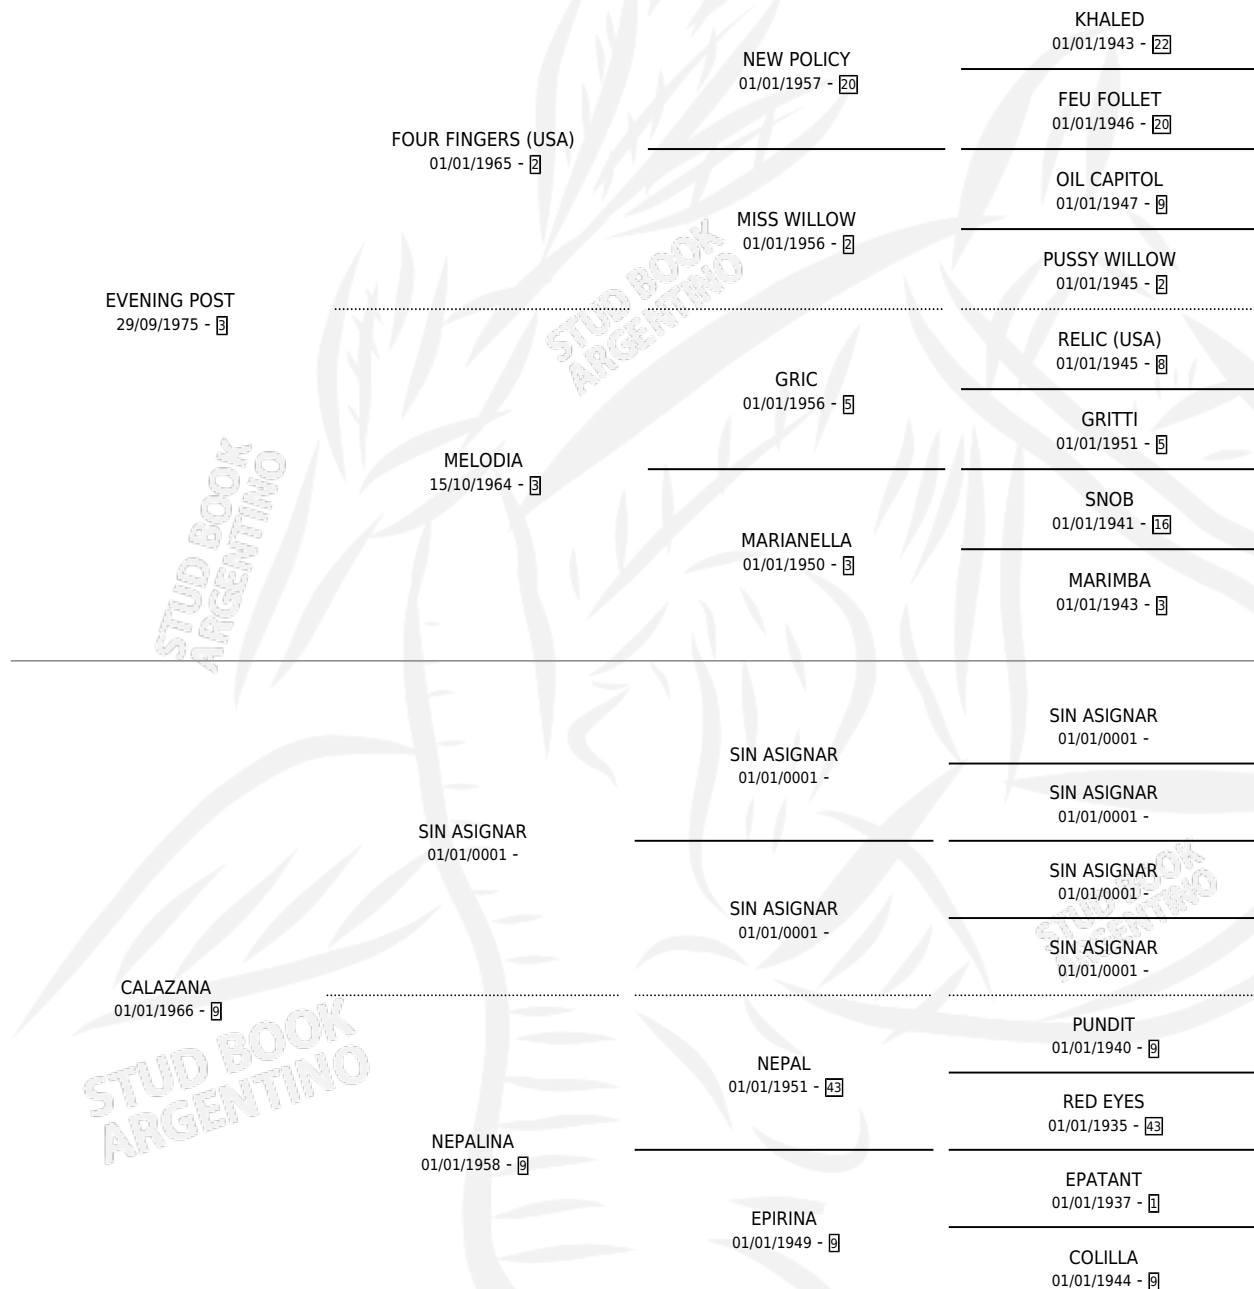 KHALED
01/01/1943 - 22
NEW POLICY
01/01/1957 - 20
FEU FOLLET
01/01/1946 - 20
FOUR FINGERS (USA)
01/01/1965 - 2
OIL CAPITOL
01/01/1947 - 9
MISS WILLOW
01/01/1956 - 2
PUSSY WILLOW
01/01/1945 - 2
EVENING POST
29/09/1975 - 3
RELIC (USA)
01/01/1945 - 8
GRIC
01/01/1956 - 5
GRITTI
01/01/1951 - 5
MELODIA
15/10/1964 - 3
SNOB
01/01/1941 - 16
MARIANELLA
01/01/1950 - 3
MARIMBA
01/01/1943 - 3
STUD BOOK
ARGENTINO
STUD BOOK
ARGENTINO
SIN ASIGNAR
01/01/0001 -
SIN ASIGNAR
01/01/0001 -
SIN ASIGNAR
01/01/0001 -
SIN ASIGNAR
01/01/0001 -
SIN ASIGNAR
01/01/0001 -
SIN ASIGNAR
01/01/0001 -
SIN ASIGNAR
01/01/0001 -
STUD BOOK
ARGENTINO
CALAZANA
01/01/1966 - 9
PUNDIT
01/01/1940 - 9
NEPAL
01/01/1951 - 43
RED EYES
01/01/1935 - 43
NEPALINA
01/01/1958 - 9
EPATANT
01/01/1937 - 1
EPIRINA
01/01/1949 - 9
COLILLA
01/01/1944 - 9
STUD BOOK
ARGENTINO